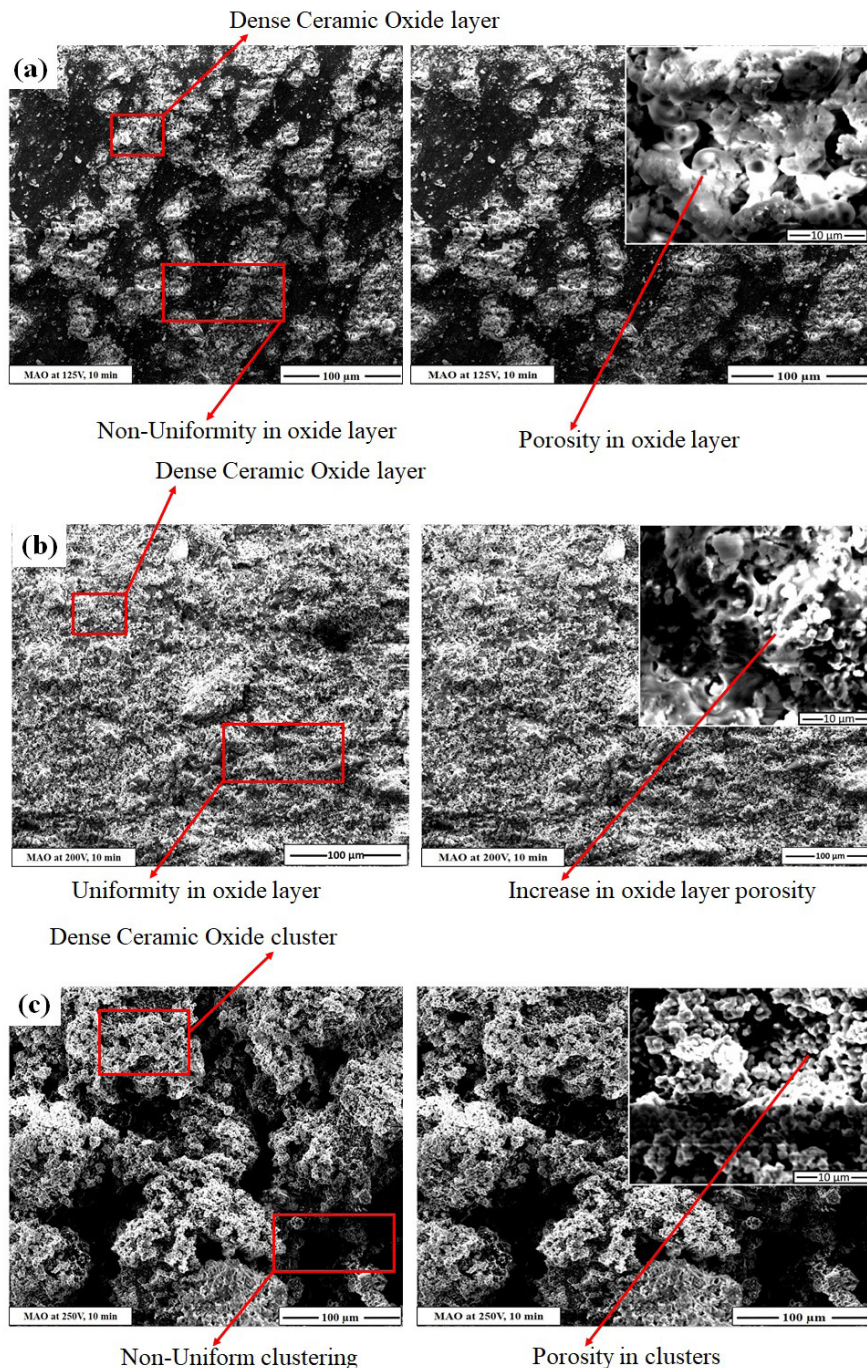 Dense Ceramic Oxide layer
(a)
10 µm
MAO at 125V, 10 min
100 µm
MAO at 125V, 10 min
100 µm
Non-Uniformity in oxide layer
Porosity in oxide layer
Dense Ceramic Oxide layer
(b)
10 µm
MAO at 200V, 10 min
100 µm
MAO at 200V, 10 min
100 µm
Uniformity in oxide layer
Increase in oxide layer porosity
Dense Ceramic Oxide cluster
(c)
10 µm
MAO at 250V, 10 min
100 µm
MAO at 250V, 10 min
100 µm
Non-Uniform clustering
Porosity in clusters